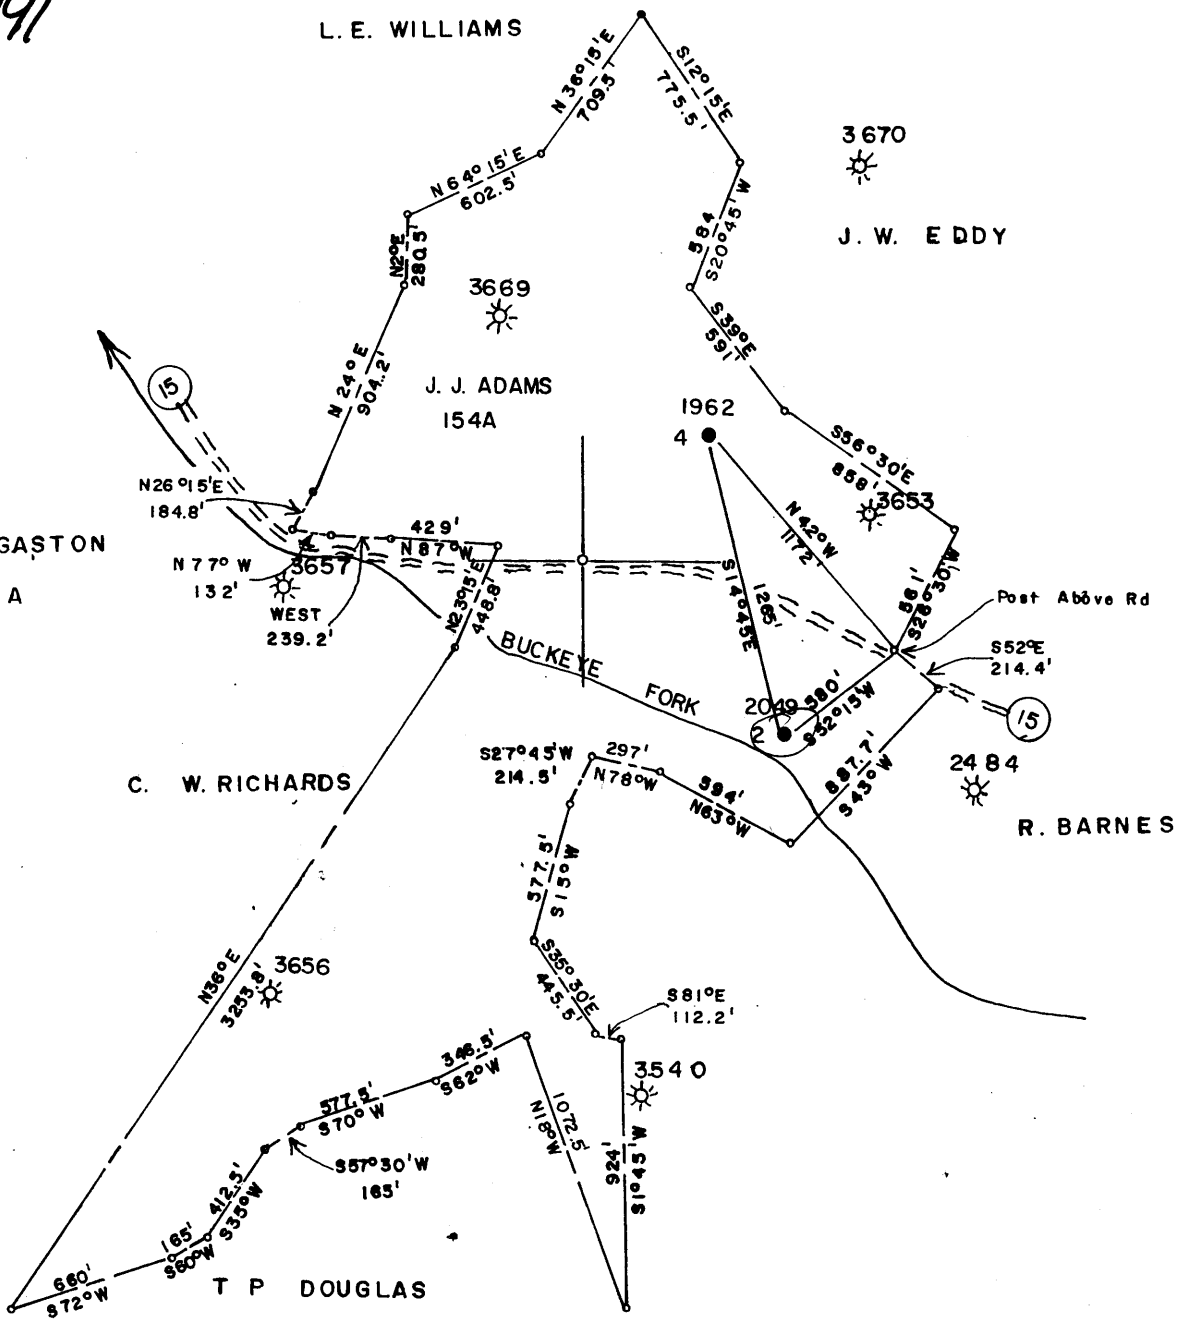 91
L. E. WILLIAMS
N 36° 15' E
709.5'
S 12° 15' E
775.5'
3670
N 64° 15' E
602.5'
584
S 20° 45' W
J. W. EDDY
N 2° E
280.5'
3669
S 39° E
591'
15
N 24° E
904.2'
J. J. ADAMS
154A
1962
4
S 56° 30' E
858'
3653
N 26° 15' E
184.8'
N 42° W
1172'
GASTON
A
429'
N 87° W
N 77° W
132'
3657
WEST
239.2'
N 23° 15' E
448.8'
S 14° 45' E
1265'
561'
S 26° 30' W
Post Above Rd
S 52° E
214.4'
BUCKEYE
FORK
2049
2
580'
S 52° 15' W
15
S 27° 45' W
214.5'
297'
N 78° W
594'
N 63° W
887.7'
S 43° W
2484
C. W. RICHARDS
R. BARNES
577.5'
S 15° W
N 36° E
3253.8'
3656
S 35° 30' E
445.5'
S 81° E
112.2'
3540
346.5'
S 62° W
577.5'
S 70° W
1072.5'
N 18° W
924'
S 1° 45' W
S 57° 30' W
165'
412.5'
S 35° W
165'
S 60° W
660'
S 72° W
T P DOUGLAS